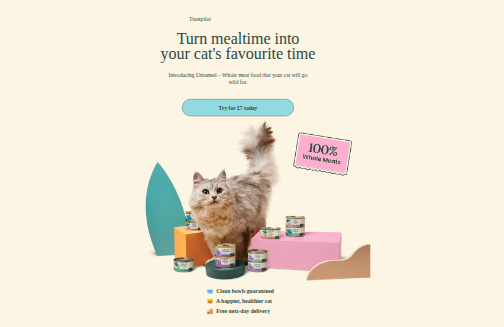 Trustpilot
Turn mealtime into
your cat's favourite time
Introducing Untamed – Whole meat food that your cat will go
wild for.
Try for £7 today
100%
Whole Meats
Clean bowls guaranteed
A happier, healthier cat
Free next-day delivery